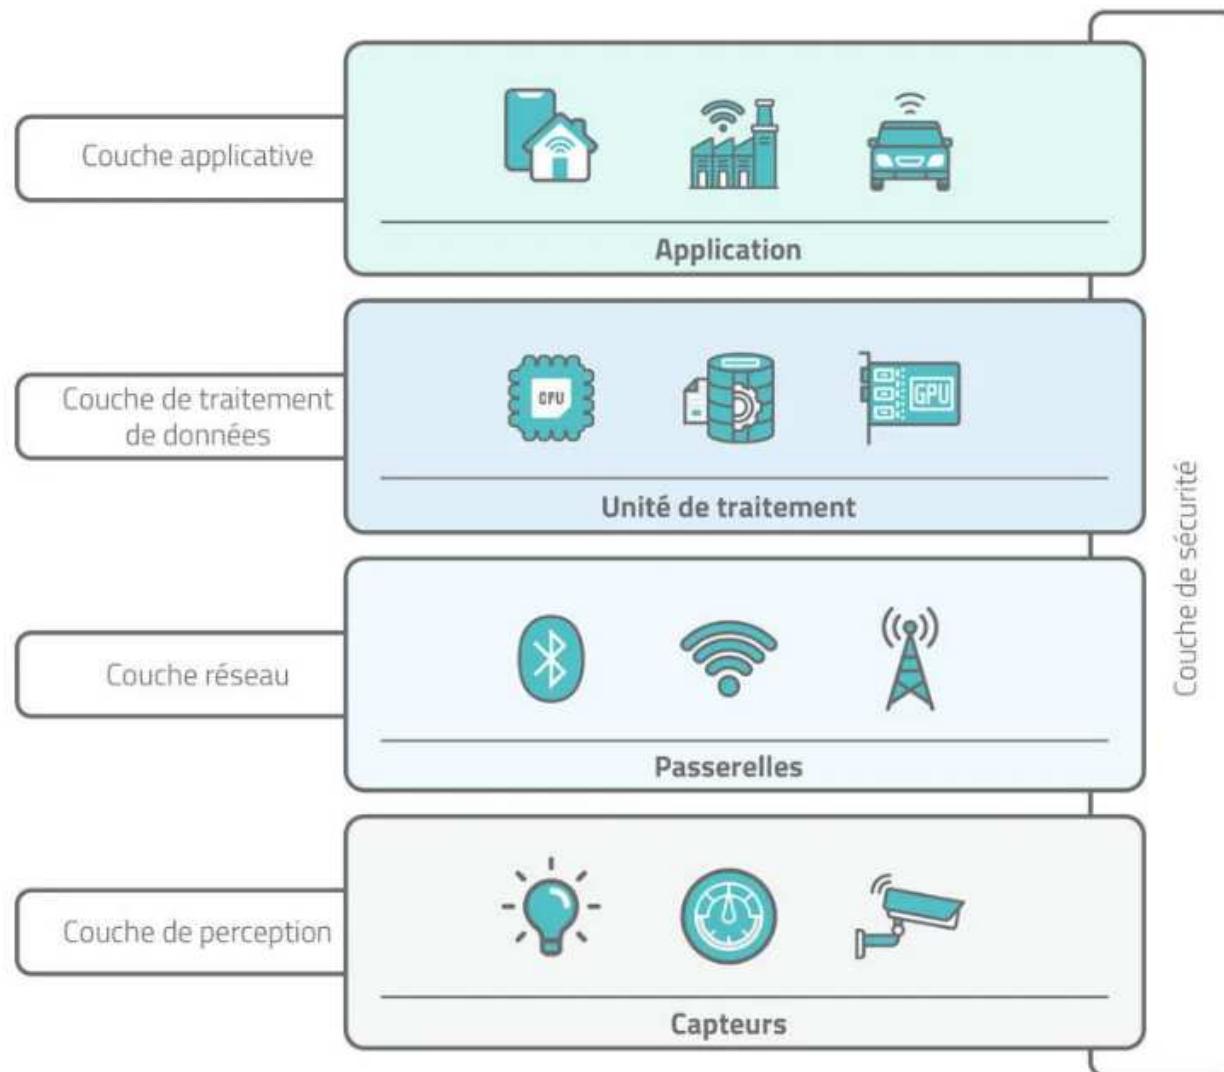 Couche applicative
Application
Couche de traitement
de données
CPU
GPU
Unité de traitement
Couche réseau
Passerelles
Couche de perception
Capteurs
Couche de sécurité